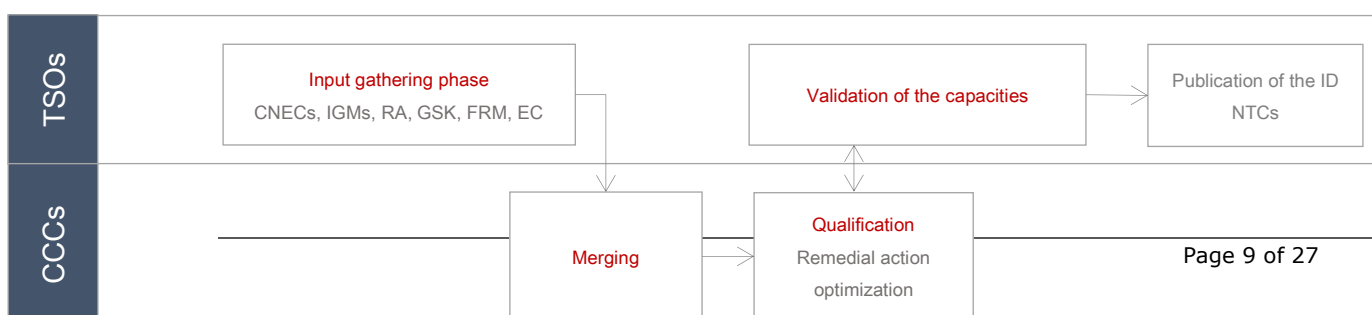 TSOs
Input gathering phase
CNECs, IGMs, RA, GSK, FRM, EC
Validation of the capacities
Publication of the ID
NTCs
CCCs
Merging
Qualification
Remedial action
optimization
Page 9 of 27